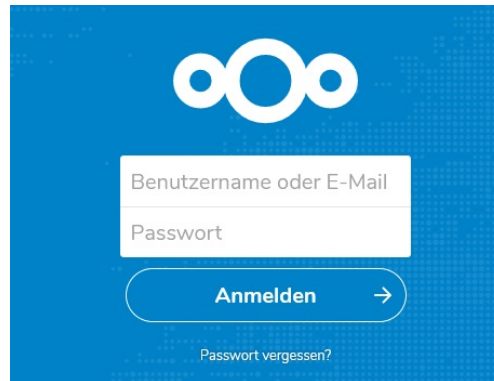 Benutzername oder E-Mail
Passwort
Anmelden
Passwort vergessen?